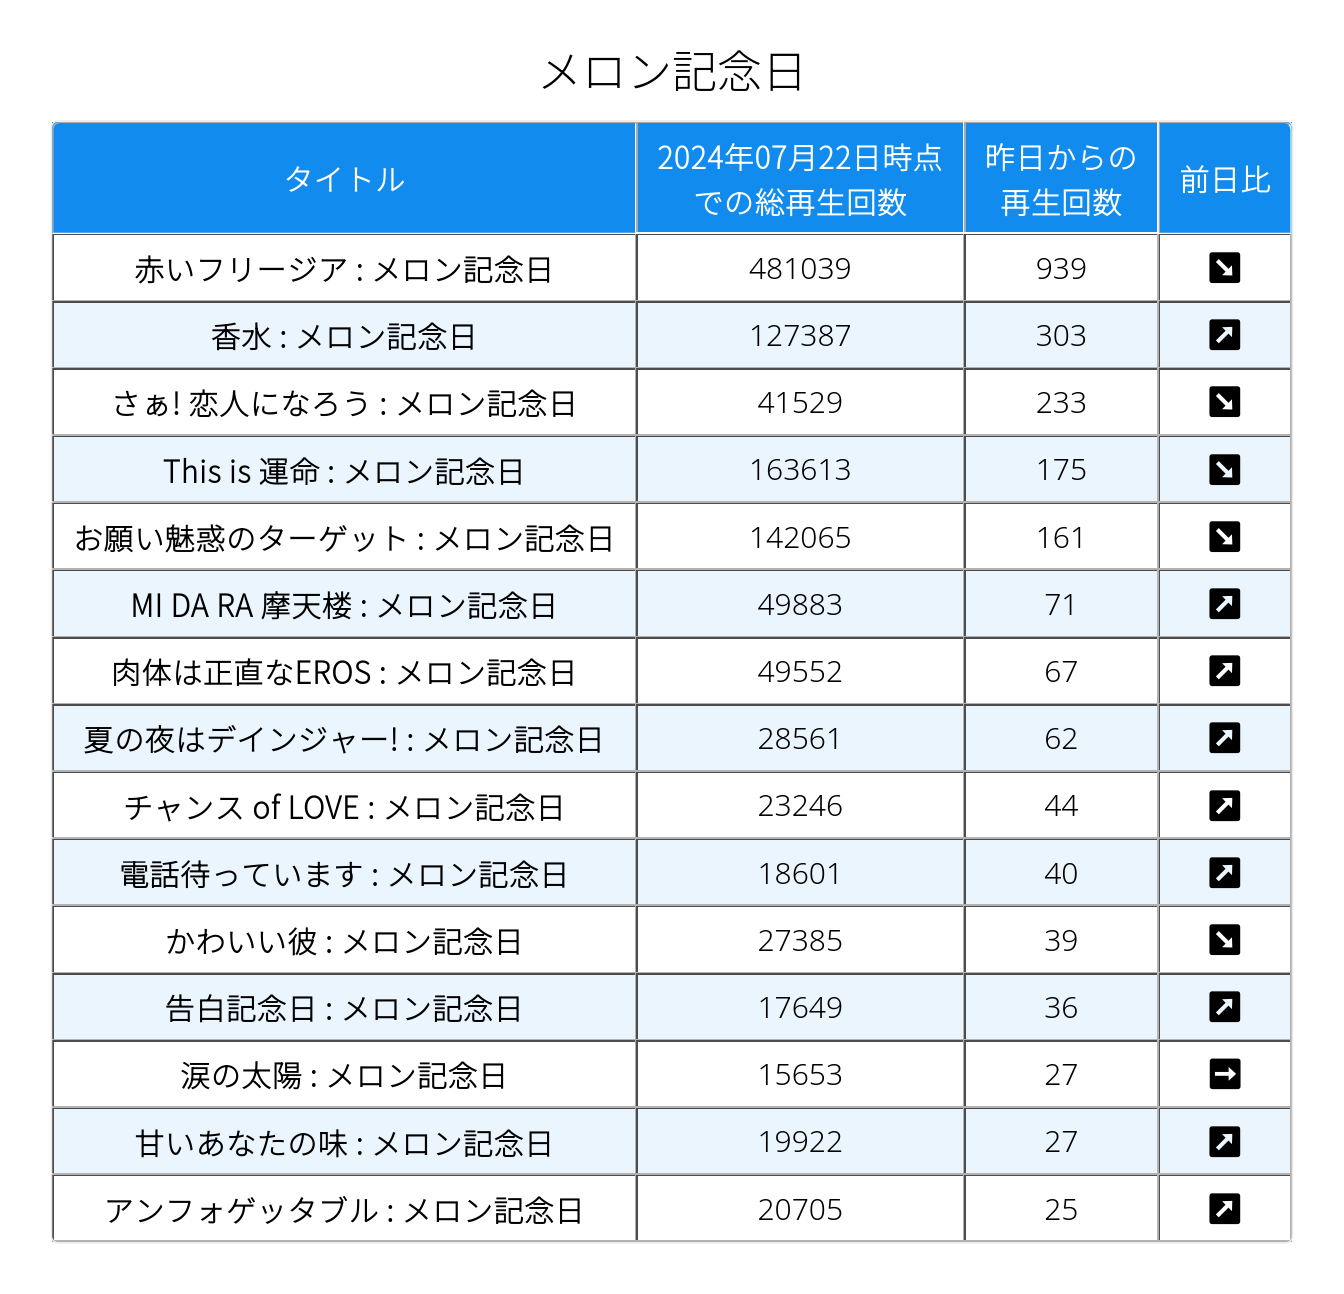 メロン記念日
タイトル
2024年07月22日時点
での総再生回数
昨日からの
再生回数
前日比
赤いフリージア : メロン記念日 481039 939 ↘
香水 : メロン記念日 127387 303 ↗
さぁ! 恋人になろう : メロン記念日 41529 233 ↘
This is 運命 : メロン記念日 163613 175 ↘
お願い魅惑のターゲット : メロン記念日 142065 161 ↘
MI DA RA 摩天楼 : メロン記念日 49883 71 ↗
肉体は正直なEROS : メロン記念日 49552 67 ↗
夏の夜はデインジャー! : メロン記念日 28561 62 ↗
チャンス of LOVE : メロン記念日 23246 44 ↗
電話待っています : メロン記念日 18601 40 ↗
かわいい彼 : メロン記念日 27385 39 ↘
告白記念日 : メロン記念日 17649 36 ↗
涙の太陽 : メロン記念日 15653 27 →
甘いあなたの味 : メロン記念日 19922 27 ↗
アンフォゲッタブル : メロン記念日 20705 25 ↗